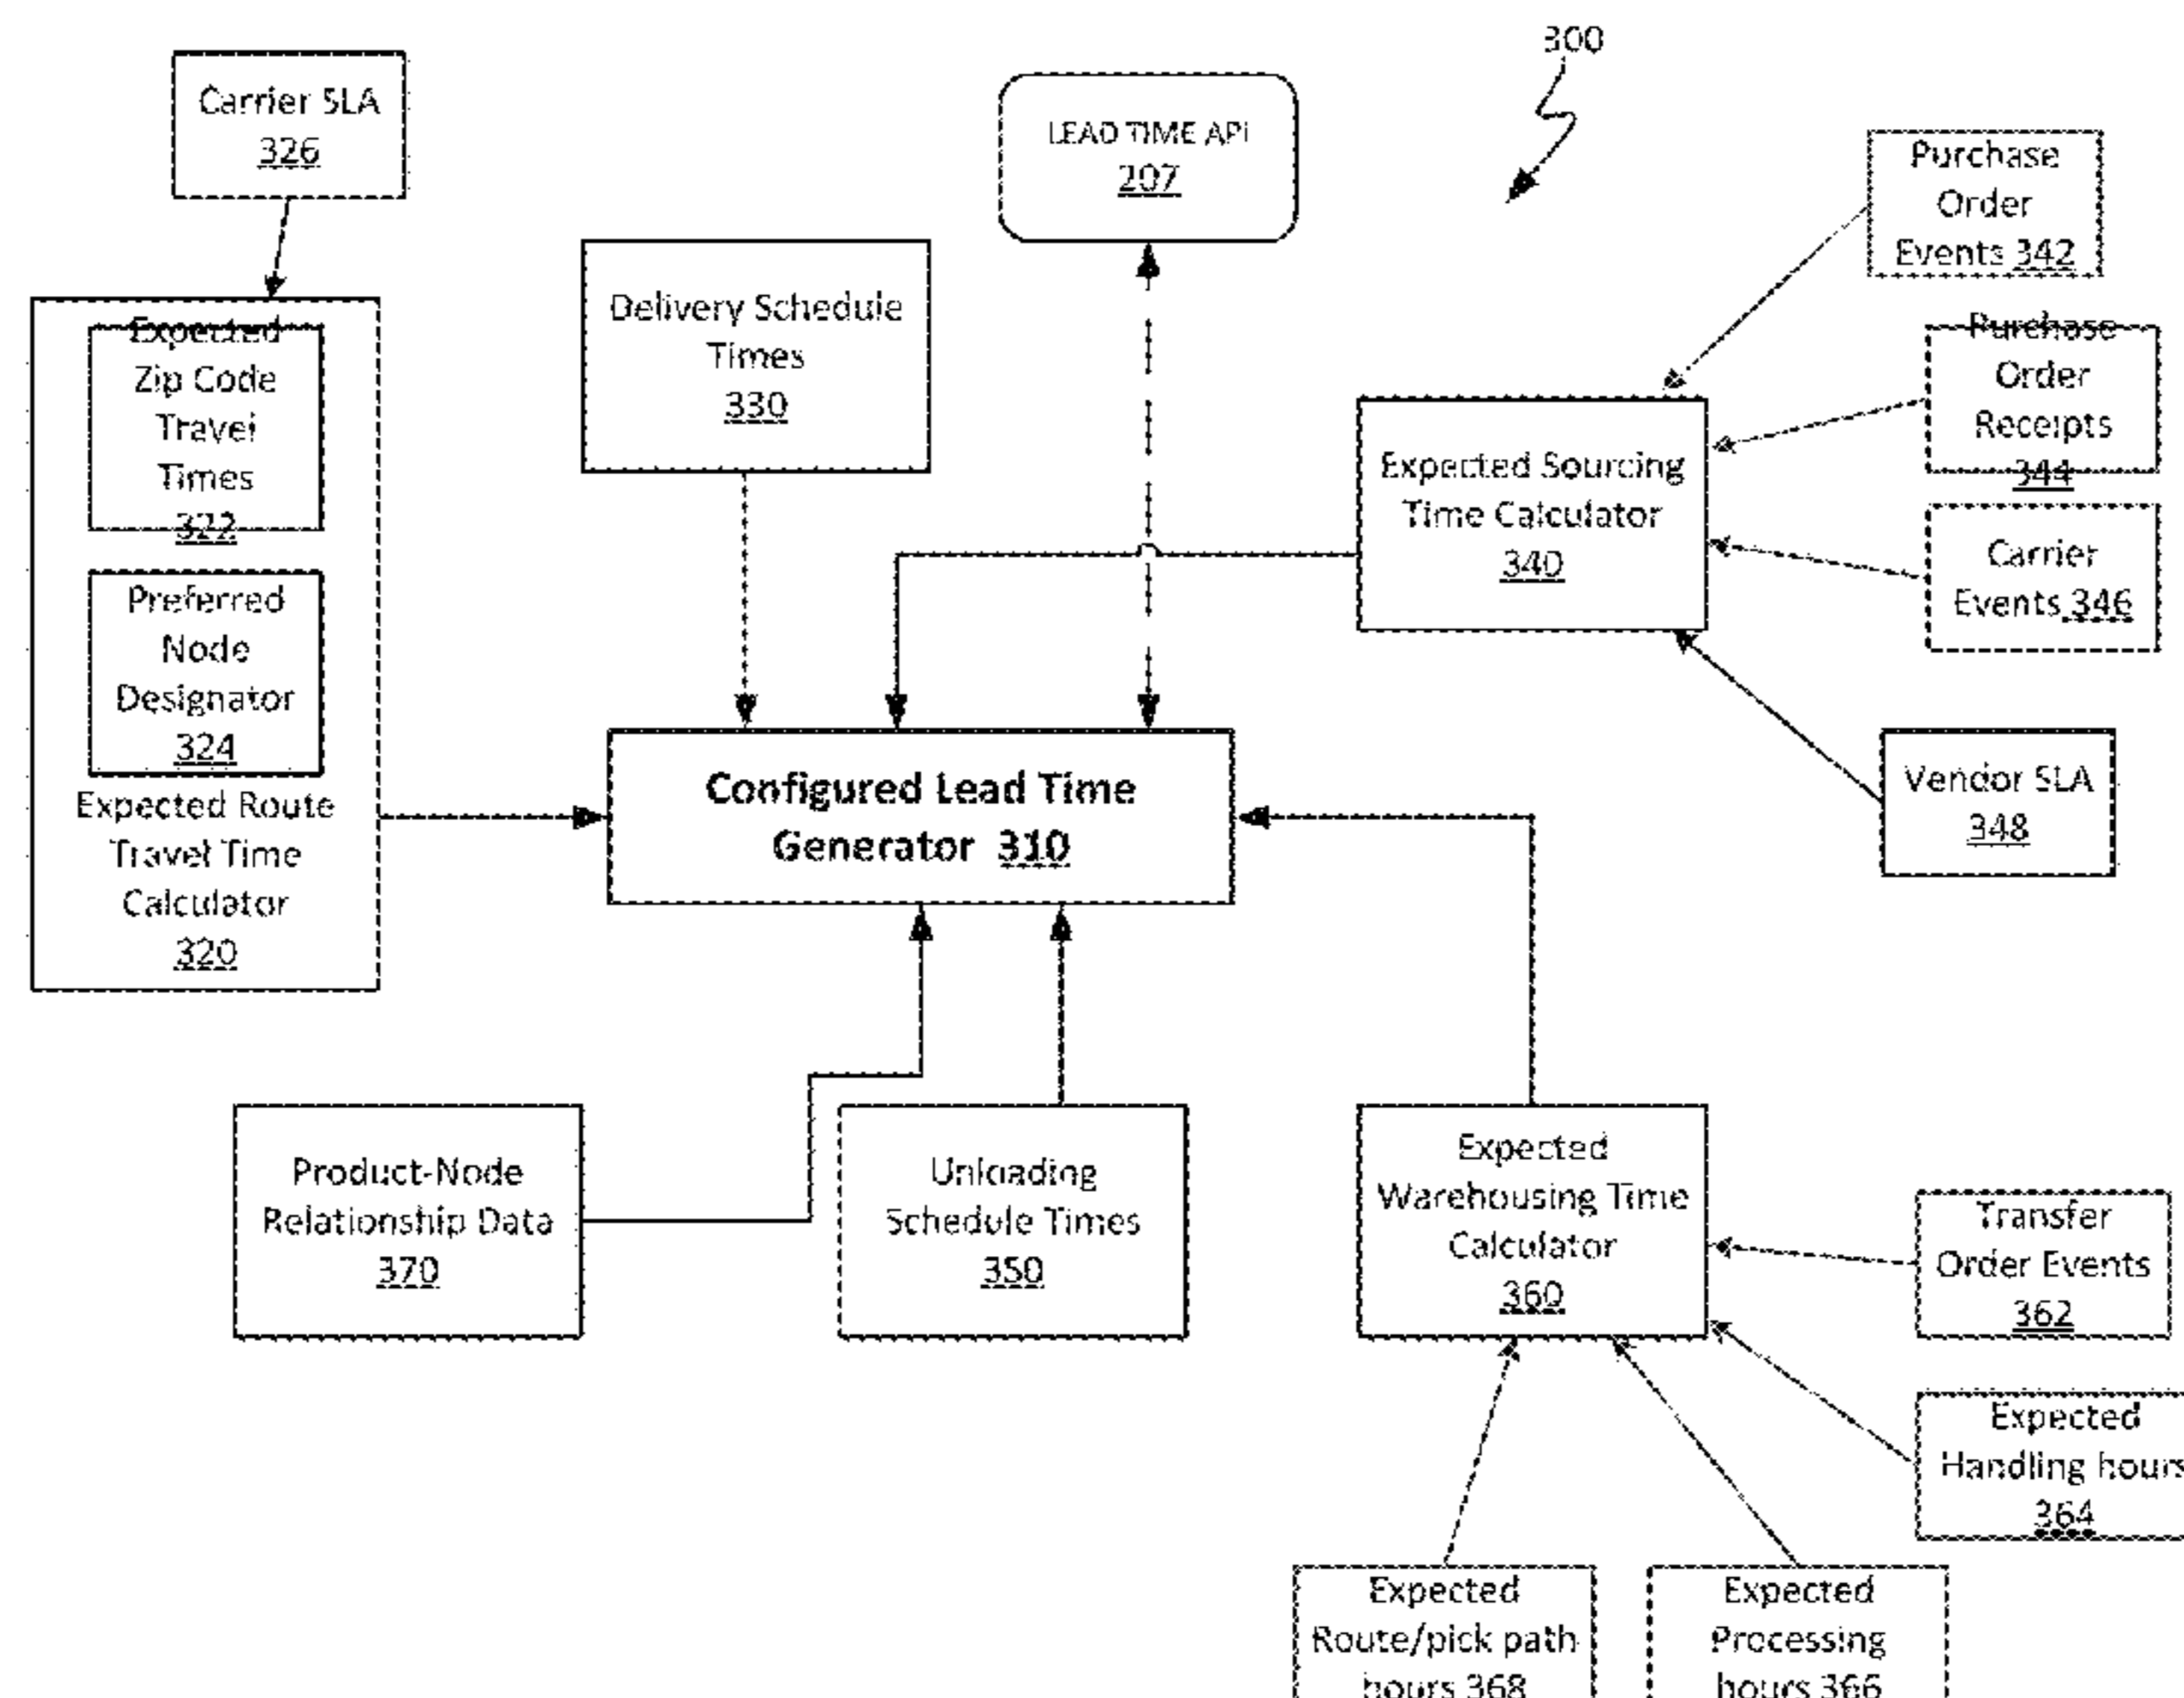 300
Carrier SLA
326
LEAD TIME API
207
Purchase
Order
Events 342
Delivery Schedule
Times
330
Expected
Zip Code
Travel
Times
322
Purchase
Order
Receipts
344
Expected Sourcing
Time Calculator
340
Carrier
Events 346
Preferred
Node
Designator
324
Expected Route
Travel Time
Calculator
320
Configured Lead Time
Generator 310
Vendor SLA
348
Product-Node
Relationship Data
370
Unloading
Schedule Times
350
Expected
Warehousing Time
Calculator
360
Transfer
Order Events
362
Expected
Handling hours
364
Expected
Route/pick path
hours 368
Expected
Processing
hours 366